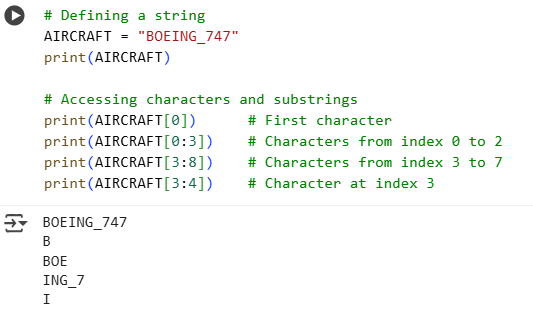 # Defining a string
AIRCRAFT = "BOEING_747"
print(AIRCRAFT)
# Accessing characters and substrings
print(AIRCRAFT[0])      # First character
print(AIRCRAFT[0:3])    # Characters from index 0 to 2
print(AIRCRAFT[3:8])    # Characters from index 3 to 7
print(AIRCRAFT[3:4])    # Character at index 3
BOEING_747
B
BOE
ING_7
I